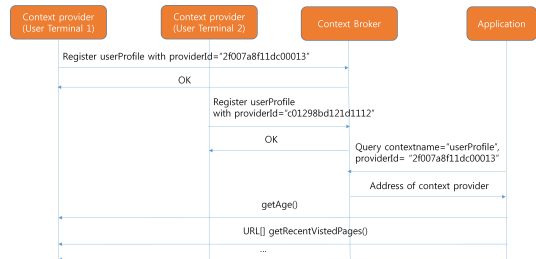 Context provider
(User Terminal 1)
Context provider
(User Terminal 2)
Context Broker
Application
Register userProfile with providerId="2f007a8f11dc00013"
OK
Register userProfile
with providerId="c01298bd121d1112"
OK
Query contextname="userProfile",
providerId= "2f007a8f11dc00013"
Address of context provider
getAge()
URL[] getRecentVistedPages()
...